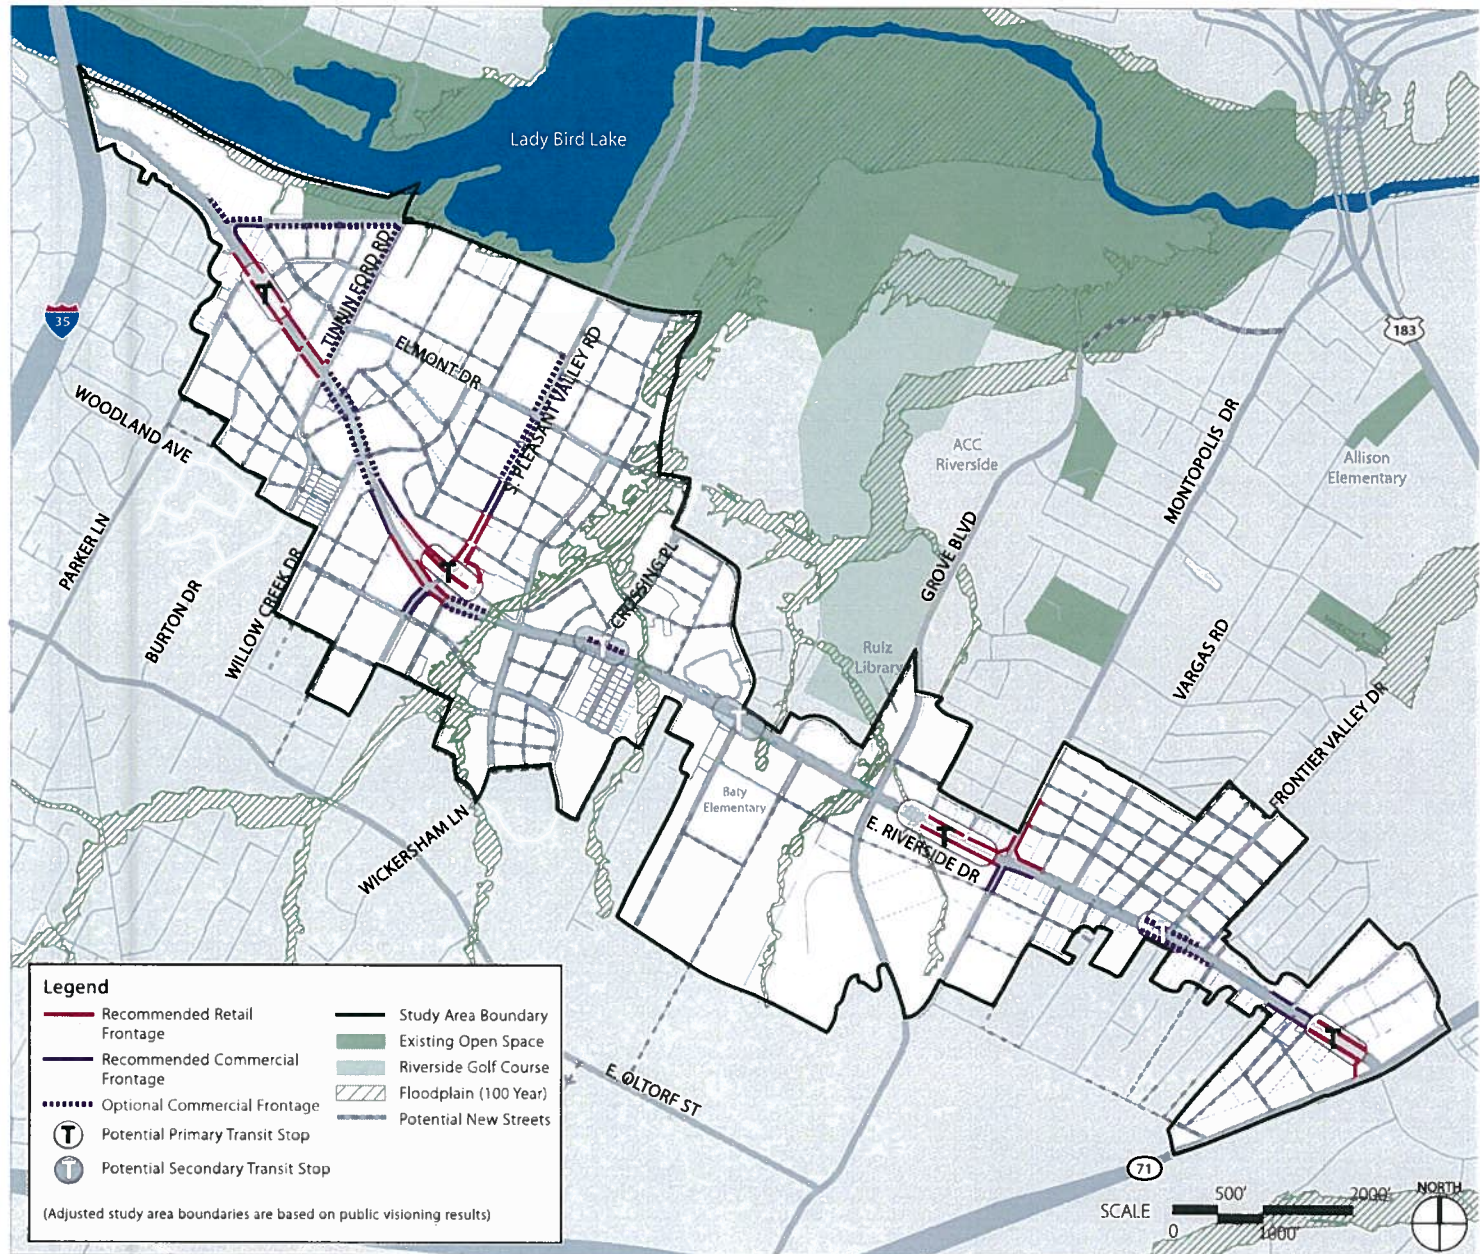 Lady Bird Lake
35
183
TINNIN FORD RD
ELMONT DR
S. PLEASANT VALLEY RD
WOODLAND AVE
PARKER LN
BURTON DR
WILLOW CREEK DR
CROSSING PL
WICKERSHAM LN
ACC
Riverside
GROVE BLVD
MONTOPOLIS DR
Allison
Elementary
Ruiz
Library
VARGAS RD
FRONTIER VALLEY DR
Baty
Elementary
E. RIVERSIDE DR
E. OLTORF ST
71
T
T
T
T
T
T
T
Legend
Recommended Retail
Frontage
Recommended Commercial
Frontage
Optional Commercial Frontage
T Potential Primary Transit Stop
T Potential Secondary Transit Stop
Study Area Boundary
Existing Open Space
Riverside Golf Course
Floodplain (100 Year)
Potential New Streets
(Adjusted study area boundaries are based on public visioning results)
SCALE
500'
2000'
0
1000'
NORTH